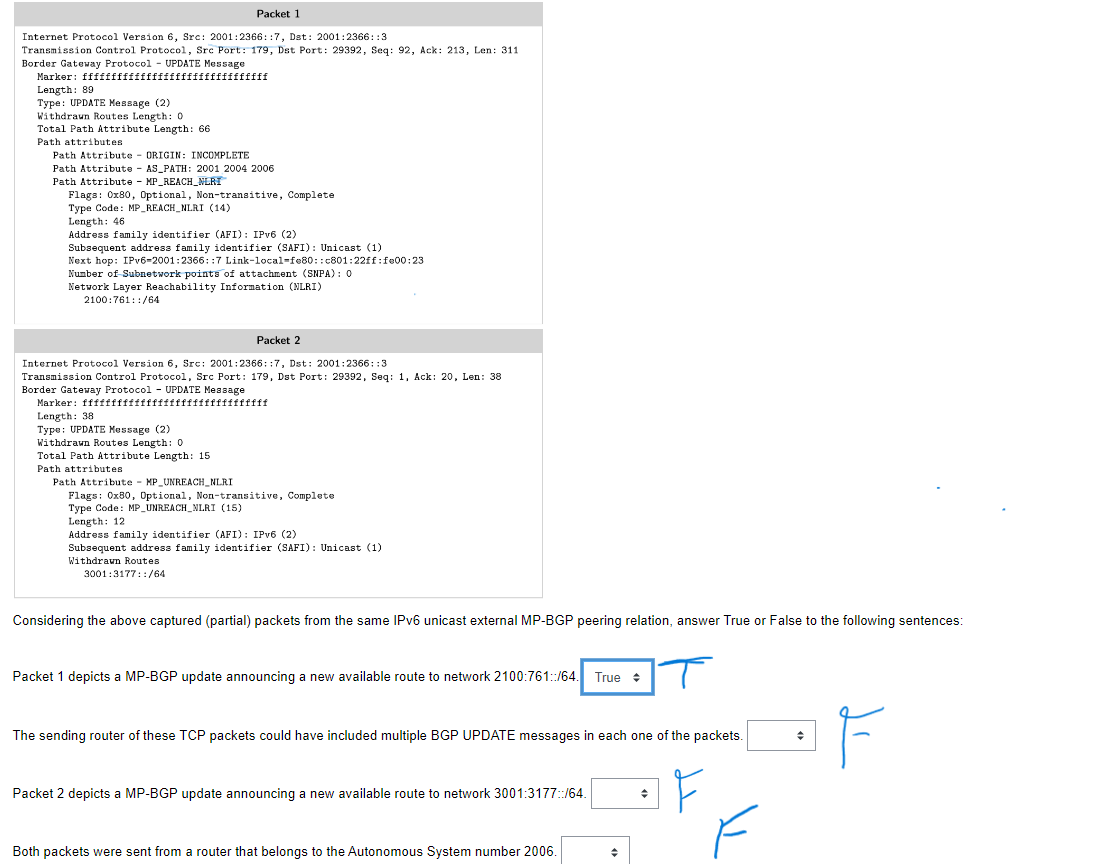 Packet 1
Internet Protocol Version 6, Src: 2001:2366::7, Dst: 2001:2366::3
Transmission Control Protocol, Src Port: 179, Dst Port: 29392, Seq: 92, Ack: 213, Len: 311
Border Gateway Protocol - UPDATE Message
Marker: ffffffffffffffffffffffffffffffff
Length: 89
Type: UPDATE Message (2)
Withdrawn Routes Length: 0
Total Path Attribute Length: 66
Path attributes
Path Attribute - ORIGIN: INCOMPLETE
Path Attribute - AS_PATH: 2001 2004 2006
Path Attribute - MP_REACH_NLRI
Flags: 0x80, Optional, Non-transitive, Complete
Type Code: MP_REACH_NLRI (14)
Length: 46
Address family identifier (AFI): IPv6 (2)
Subsequent address family identifier (SAFI): Unicast (1)
Next hop: IPv6=2001:2366::7 Link-local=fe80::c801:22ff:fe00:23
Number of Subnetwork points of attachment (SNPA): 0
Network Layer Reachability Information (NLRI)
2100:761::/64
Packet 2
Internet Protocol Version 6, Src: 2001:2366::7, Dst: 2001:2366::3
Transmission Control Protocol, Src Port: 179, Dst Port: 29392, Seq: 1, Ack: 20, Len: 38
Border Gateway Protocol - UPDATE Message
Marker: ffffffffffffffffffffffffffffffff
Length: 38
Type: UPDATE Message (2)
Withdrawn Routes Length: 0
Total Path Attribute Length: 15
Path attributes
Path Attribute - MP_UNREACH_NLRI
Flags: 0x80, Optional, Non-transitive, Complete
Type Code: MP_UNREACH_NLRI (15)
Length: 12
Address family identifier (AFI): IPv6 (2)
Subsequent address family identifier (SAFI): Unicast (1)
Withdrawn Routes
3001:3177::/64
Considering the above captured (partial) packets from the same IPv6 unicast external MP-BGP peering relation, answer True or False to the following sentences:
Packet 1 depicts a MP-BGP update announcing a new available route to network 2100:761::/64. True T
The sending router of these TCP packets could have included multiple BGP UPDATE messages in each one of the packets. F
Packet 2 depicts a MP-BGP update announcing a new available route to network 3001:3177::/64. F
Both packets were sent from a router that belongs to the Autonomous System number 2006. F